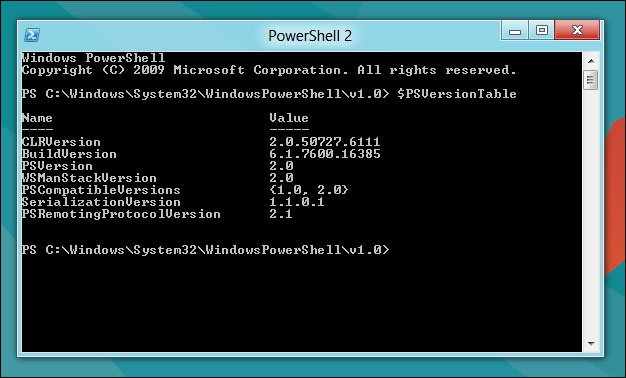 PowerShell 2
Windows PowerShell
Copyright (C) 2009 Microsoft Corporation. All rights reserved.
PS C:\Windows\System32\WindowsPowerShell\v1.0> $PSVersionTable
Name                           Value
----                           -----
CLRVersion                     2.0.50727.6111
BuildVersion                   6.1.7600.16385
PSVersion                      2.0
WSManStackVersion              2.0
PSCompatibleVersions           {1.0, 2.0}
SerializationVersion           1.1.0.1
PSRemotingProtocolVersion      2.1
PS C:\Windows\System32\WindowsPowerShell\v1.0>